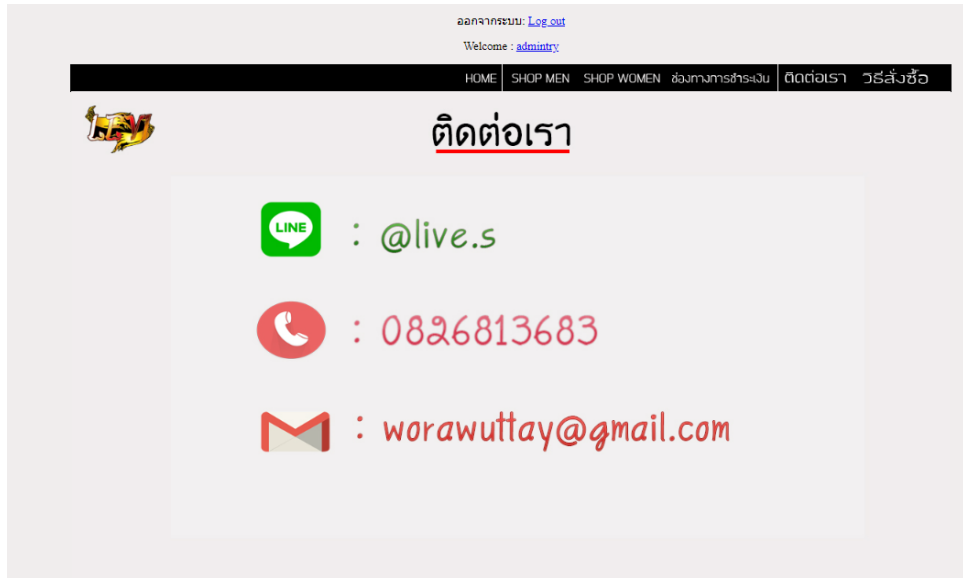 ออกจากระบบ: Log out
Welcome : admintry
HOME SHOP MEN SHOP WOMEN ช่องทางการชำระเงิน ติดต่อเรา วิธีสั่งซื้อ
ติดต่อเรา
LINE : @live.s
: 0826813683
: worawuttay@gmail.com